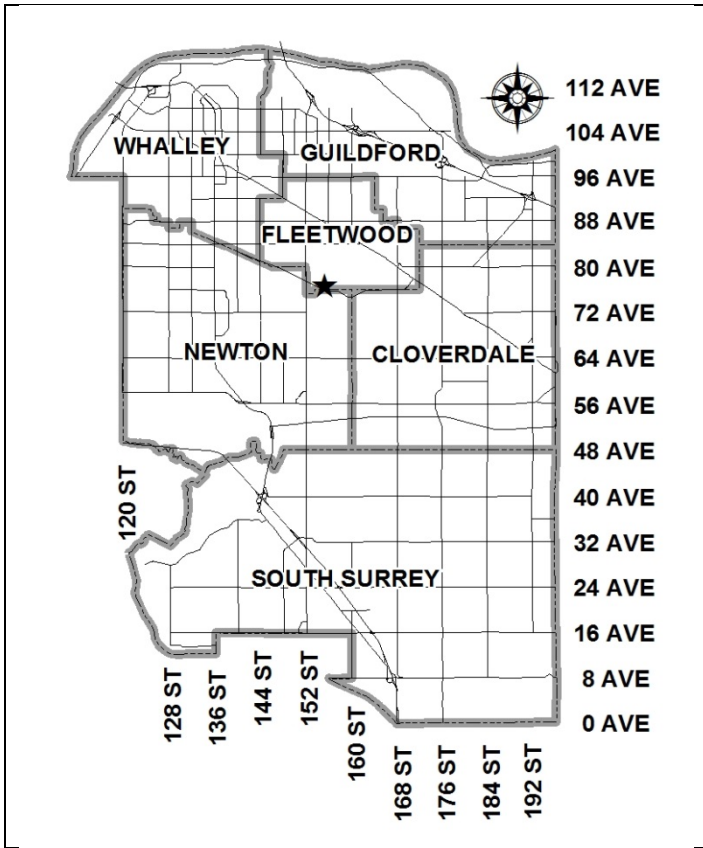 112 AVE
104 AVE
WHALLEY
GUILDFORD
96 AVE
88 AVE
FLEETWOOD
80 AVE
72 AVE
NEWTON
CLOVERDALE
64 AVE
56 AVE
48 AVE
120 ST
40 AVE
32 AVE
SOUTH SURREY
24 AVE
16 AVE
8 AVE
0 AVE
128 ST
136 ST
144 ST
152 ST
160 ST
168 ST
176 ST
184 ST
192 ST